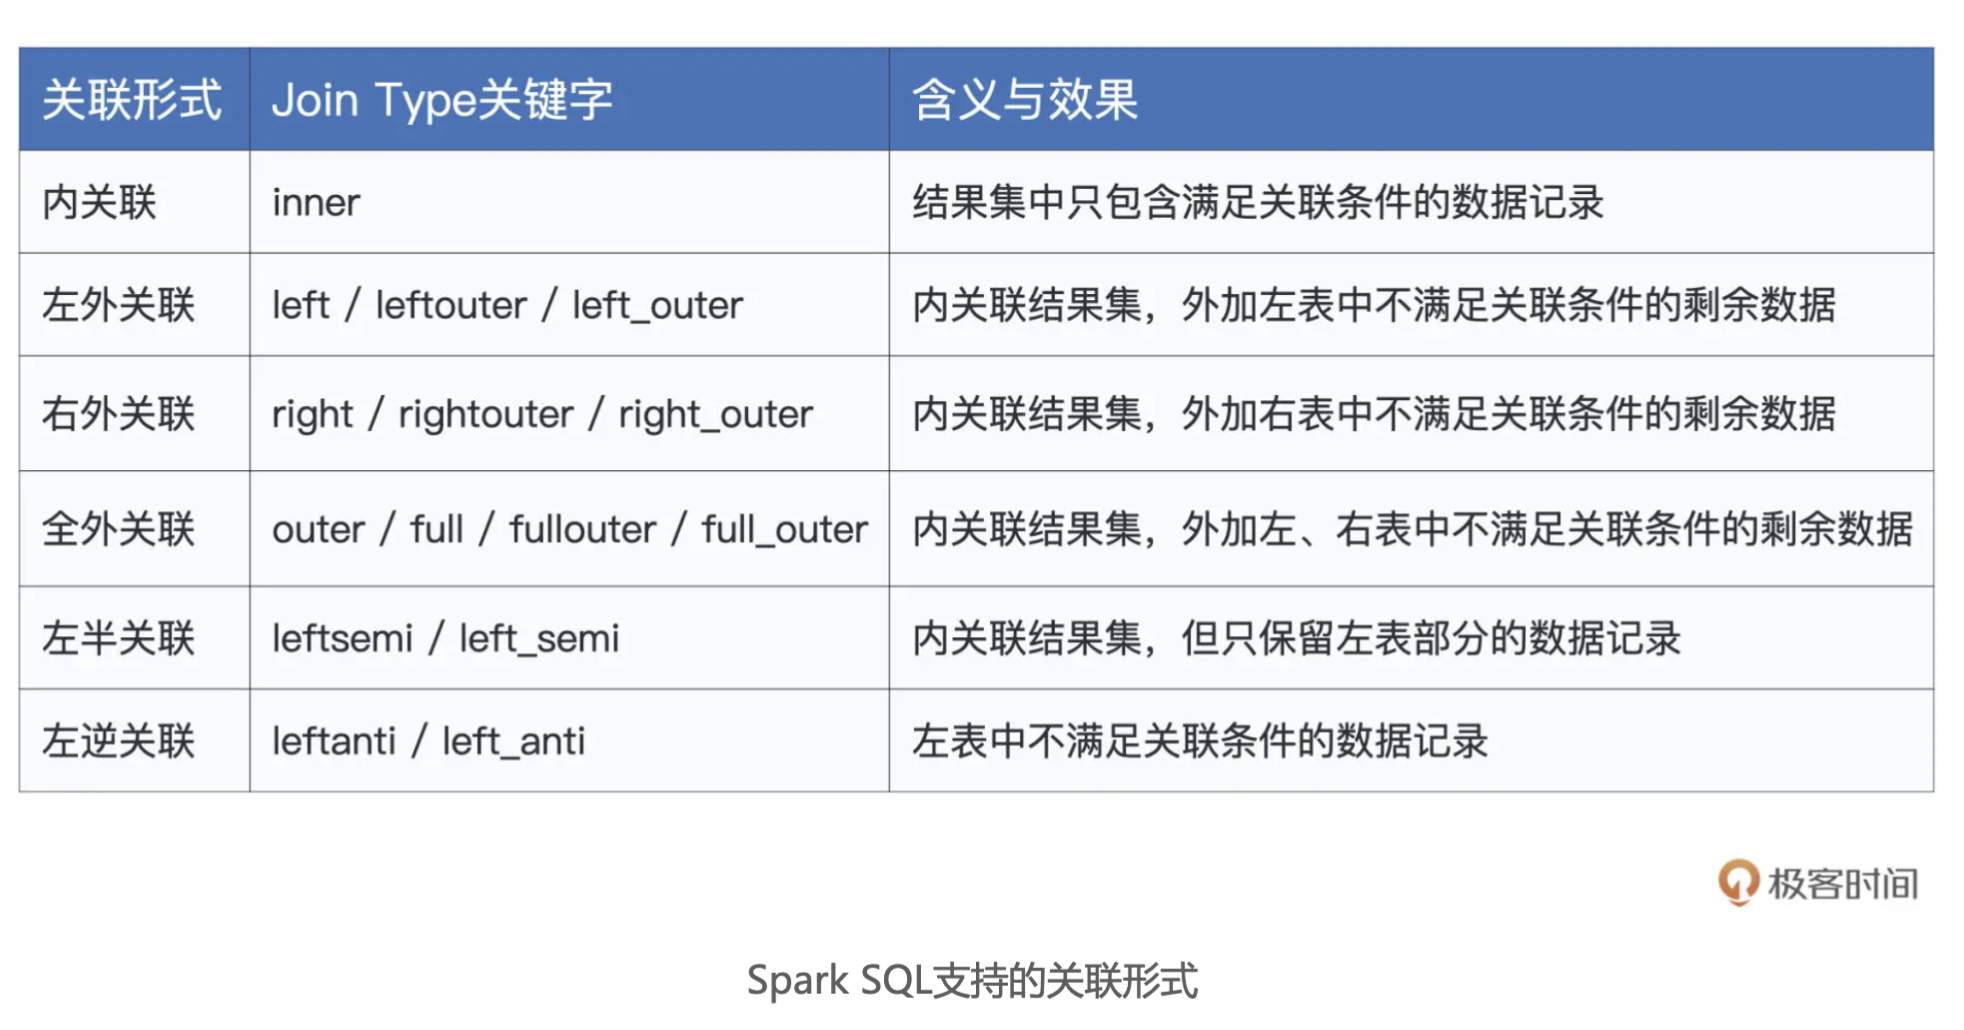 关联形式 Join Type关键字 含义与效果
内关联 inner 结果集中只包含满足关联条件的数据记录
左外关联 left / leftouter / left_outer 内关联结果集，外加左表中不满足关联条件的剩余数据
右外关联 right / rightouter / right_outer 内关联结果集，外加右表中不满足关联条件的剩余数据
全外关联 outer / full / fullouter / full_outer 内关联结果集，外加左、右表中不满足关联条件的剩余数据
左半关联 leftsemi / left_semi 内关联结果集，但只保留左表部分的数据记录
左逆关联 leftanti / left_anti 左表中不满足关联条件的数据记录
极客时间
Spark SQL支持的关联形式